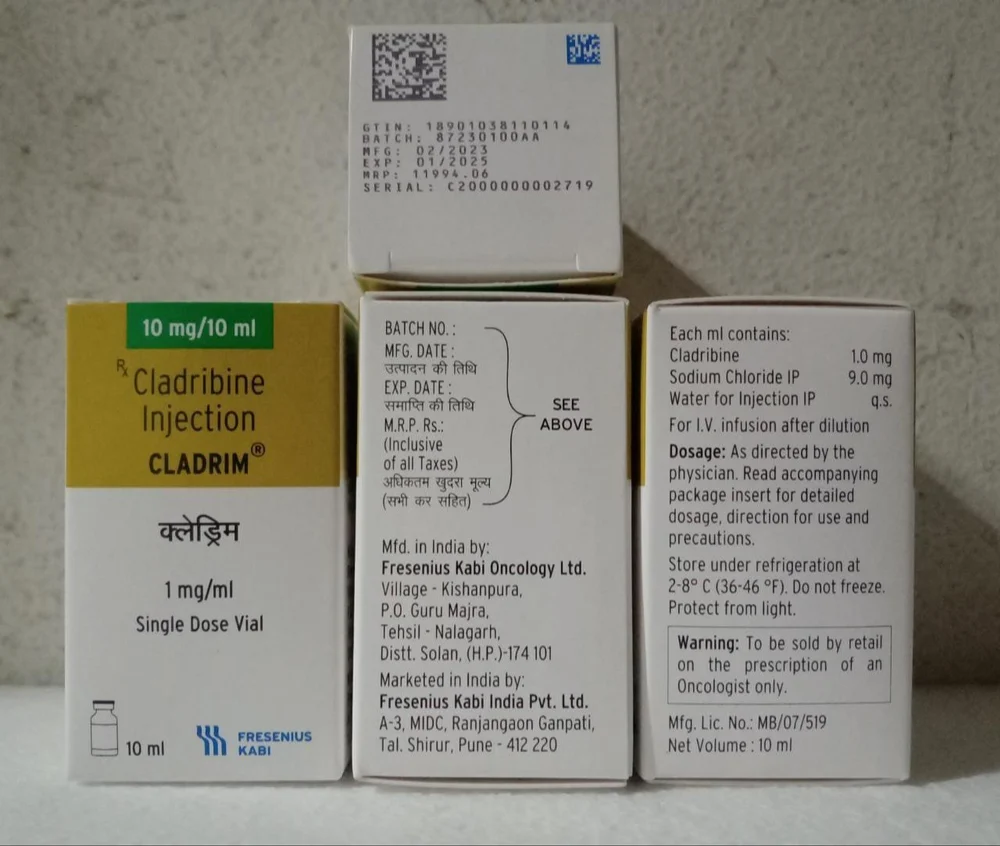 GTIN: 18901038110114
BATCH: 87230100AA
MFG: 02/2023
EXP: 01/2025
MRP: 11994.06
SERIAL: C2000000002719
10 mg/10 ml
Rx Cladribine
Injection
CLADRIM®
क्लेड्रिम
1 mg/ml
Single Dose Vial
10 ml
FRESENIUS
KABI
BATCH NO. :
MFG. DATE :
उत्पादन की तिथि
EXP. DATE :
समाप्ति की तिथि
M.R.P. Rs.:
(Inclusive
of all Taxes)
अधिकतम खुदरा मूल्य
(सभी कर सहित)
SEE
ABOVE
Mfd. in India by:
Fresenius Kabi Oncology Ltd.
Village - Kishanpura,
P.O. Guru Majra,
Tehsil - Nalagarh,
Distt. Solan, (H.P.)-174 101
Marketed in India by:
Fresenius Kabi India Pvt. Ltd.
A-3, MIDC, Ranjangaon Ganpati,
Tal. Shirur, Pune - 412 220
Each ml contains:
Cladribine 1.0 mg
Sodium Chloride IP 9.0 mg
Water for Injection IP q.s.
For I.V. infusion after dilution
Dosage: As directed by the
physician. Read accompanying
package insert for detailed
dosage, direction for use and
precautions.
Store under refrigeration at
2-8° C (36-46 °F). Do not freeze.
Protect from light.
Warning: To be sold by retail
on the prescription of an
Oncologist only.
Mfg. Lic. No.: MB/07/519
Net Volume : 10 ml